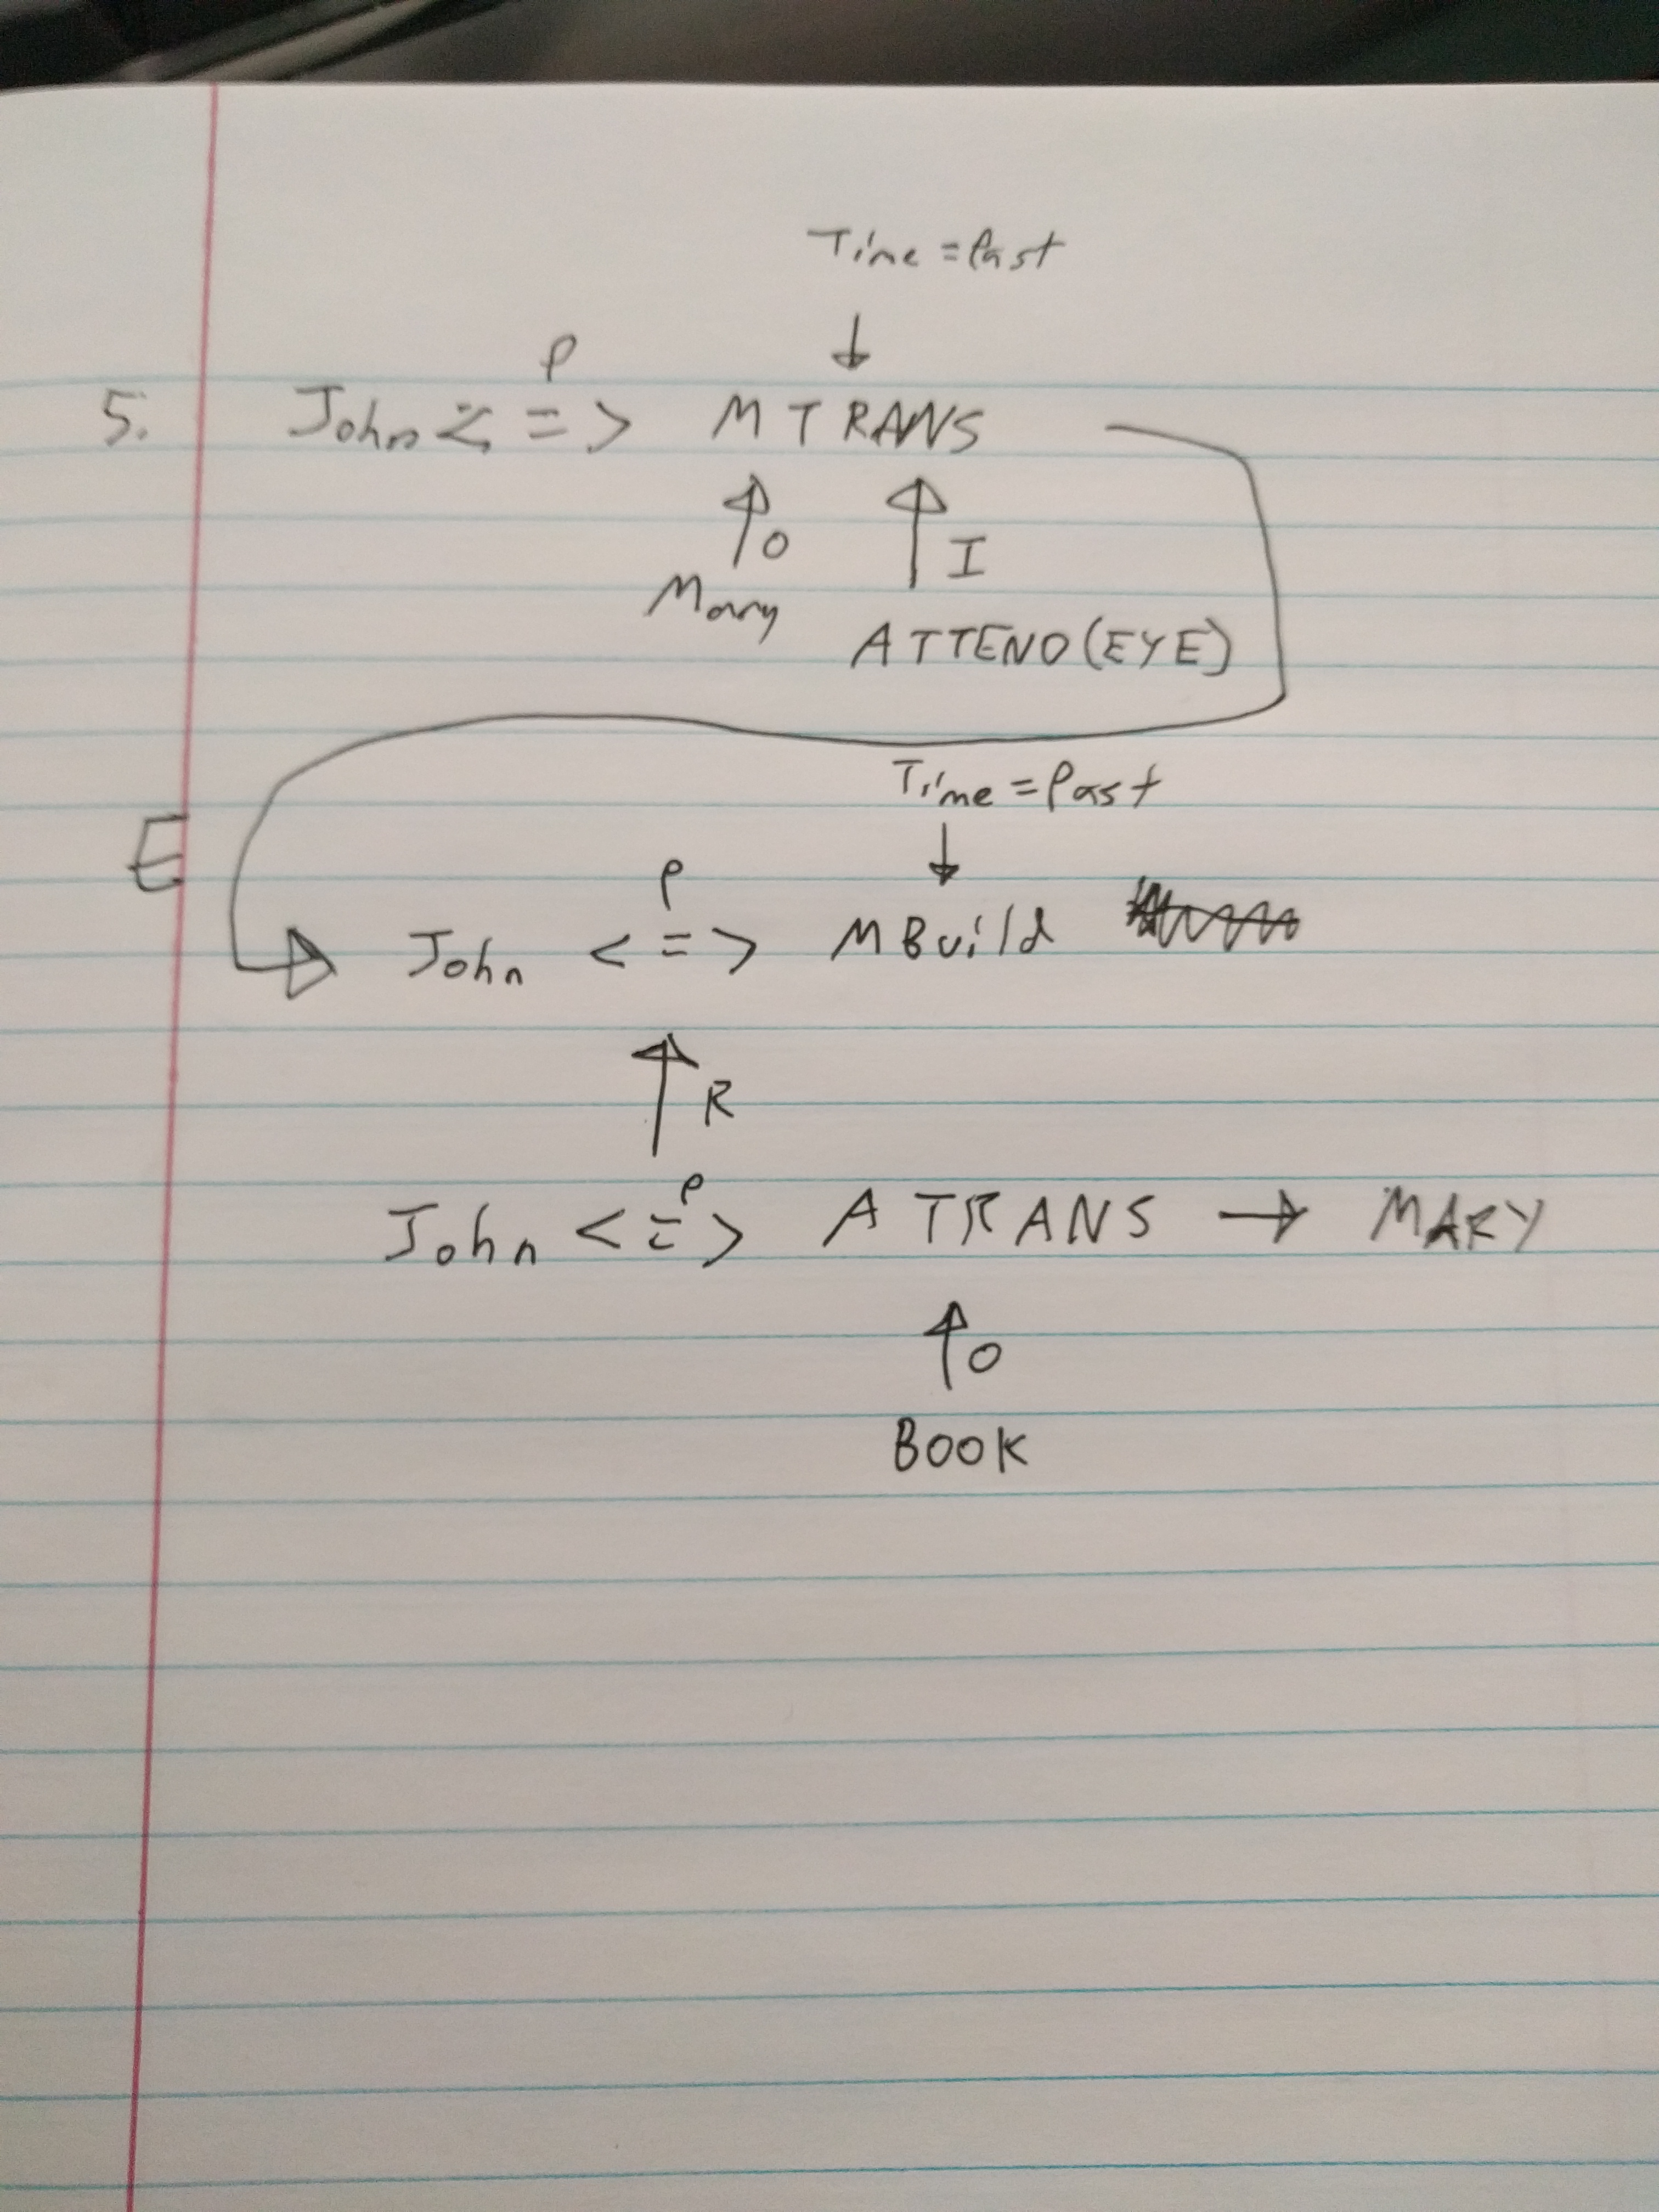 Time = Past
↓
P
5. John <=> MTRANS
↑O ↑I
Mary
ATTEND(EYE)
Time = Past
E
↓
P
John <=> MBuild
↑R
P
John <=> ATRANS → MARY
↑O
BOOK